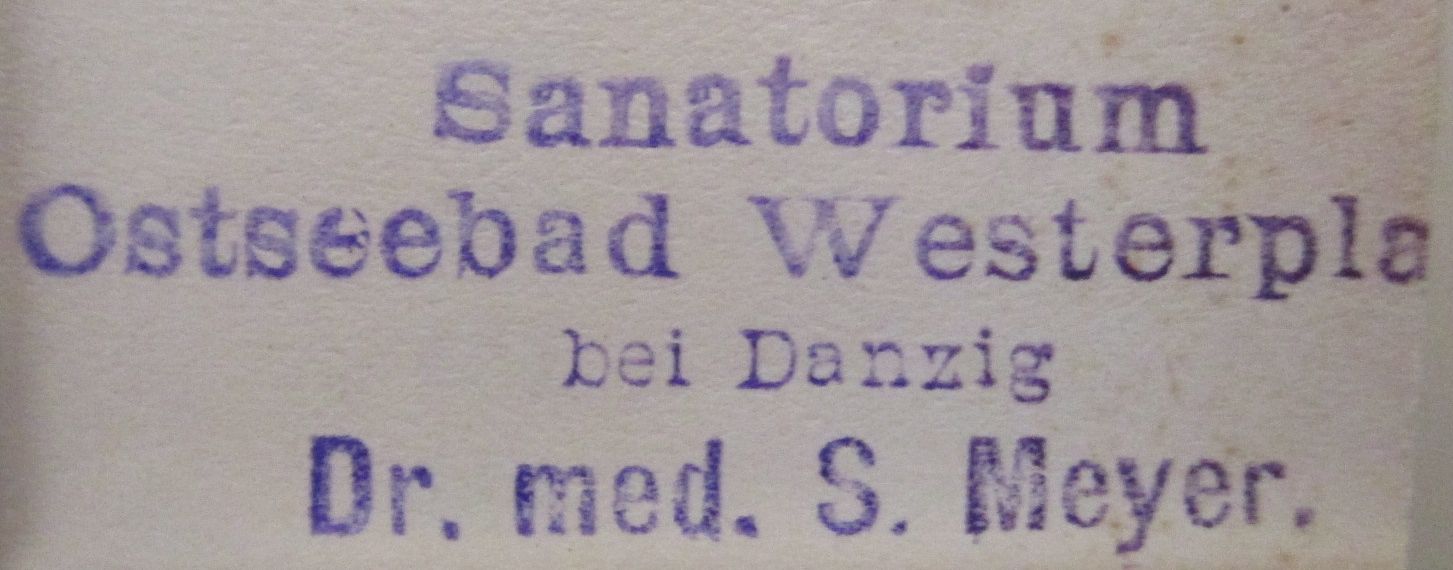 Sanatorium
Ostseebad Westerpla
bei Danzig
Dr. med. S. Meyer.